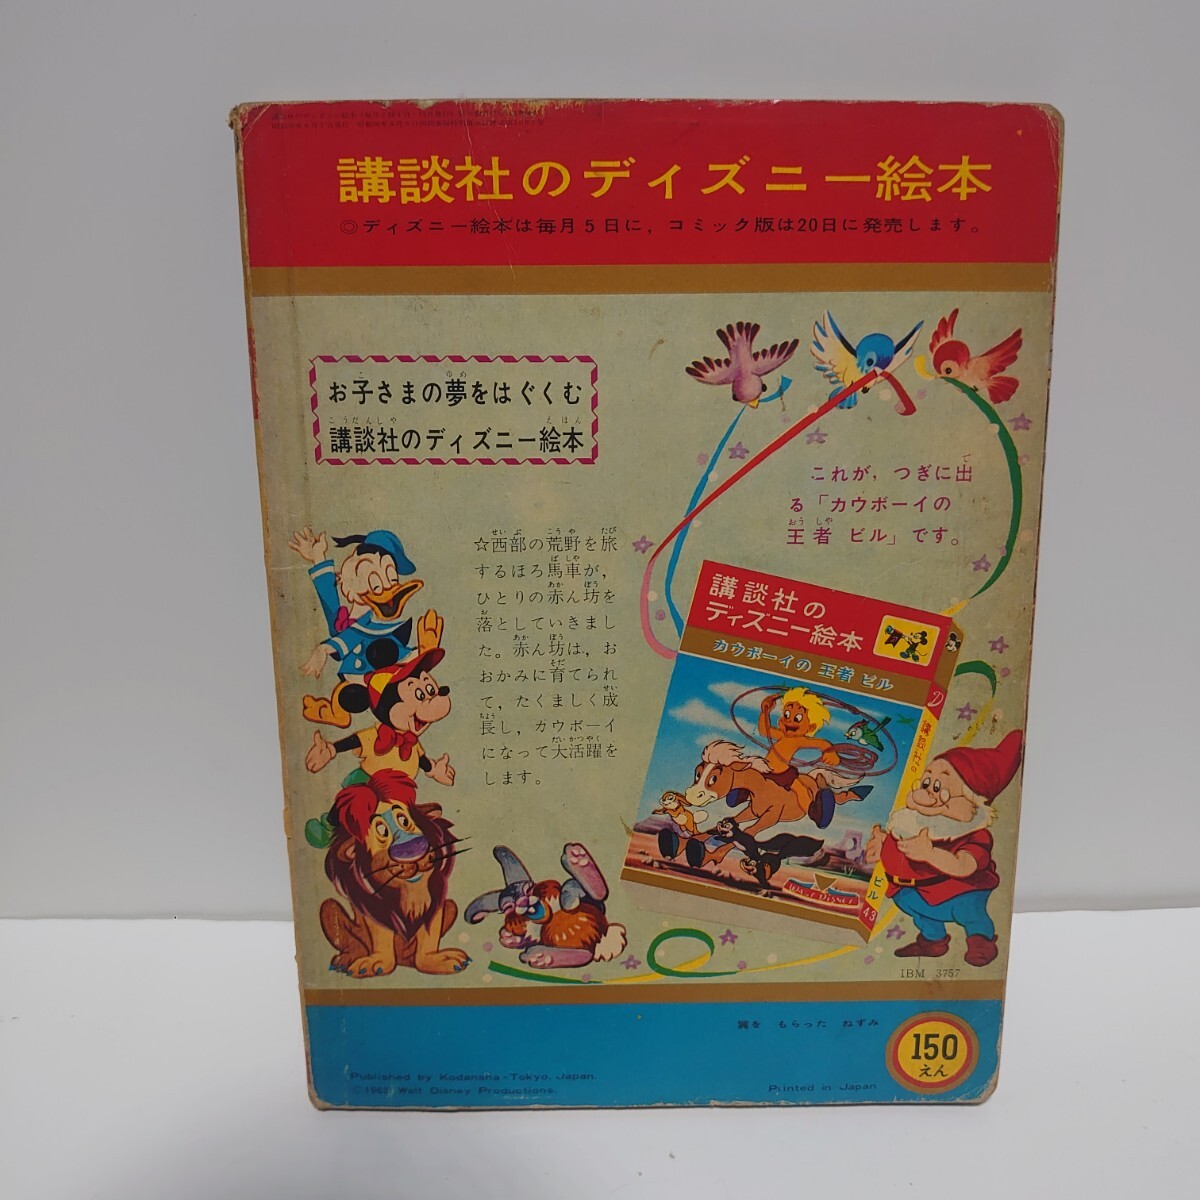 講談社のディズニー絵本
◎ディズニー絵本は毎月5日に，コミック版は20日に発売します。
お子さまの夢をはぐくむ
講談社のディズニー絵本
これが，つぎに出
る「カウボーイの
王者 ビル」です。
☆西部の荒野を旅
するほろ馬車が，
ひとりの赤ん坊を
落としていきまし
た。赤ん坊は，お
おかみに育てられ
て，たくましく成
長し，カウボーイ
になって大活躍を
します。
講談社の
ディズニー絵本
カウボーイの 王者 ビル
WALT DISNEY
D
講談社の
ビル
43
IBM 3757
翼を もらった ねずみ
150
えん
Published by Kodansha-Tokyo, Japan.
Walt Disney Productions.
Printed in Japan